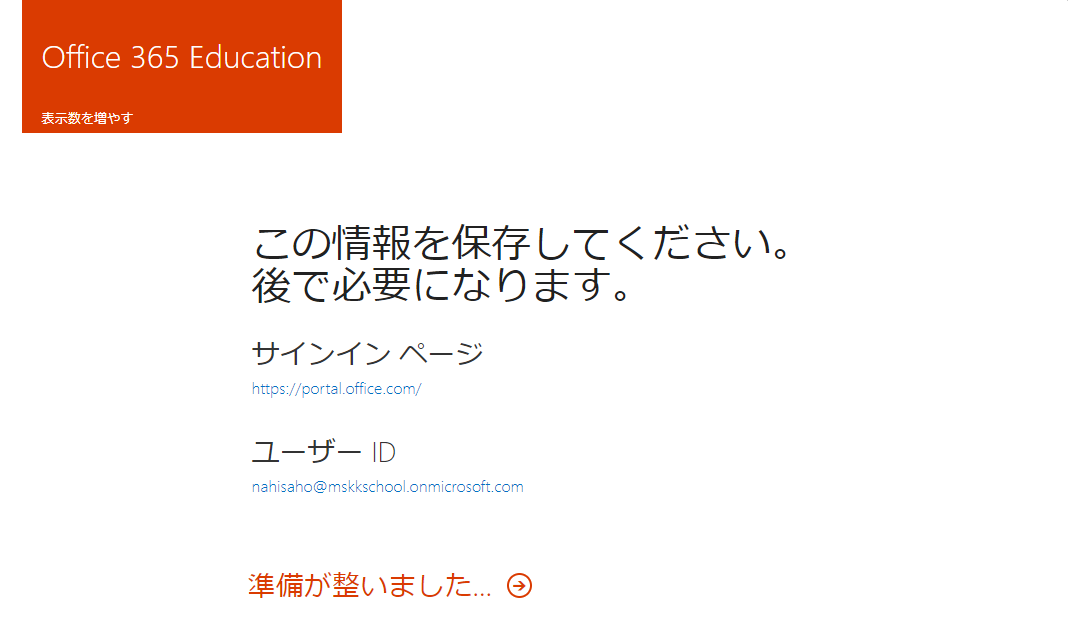 Office 365 Education
表示数を増やす
この情報を保存してください。
後で必要になります。
サインイン ページ
https://portal.office.com/
ユーザー ID
nahisaho@mskkschool.onmicrosoft.com
準備が整いました...